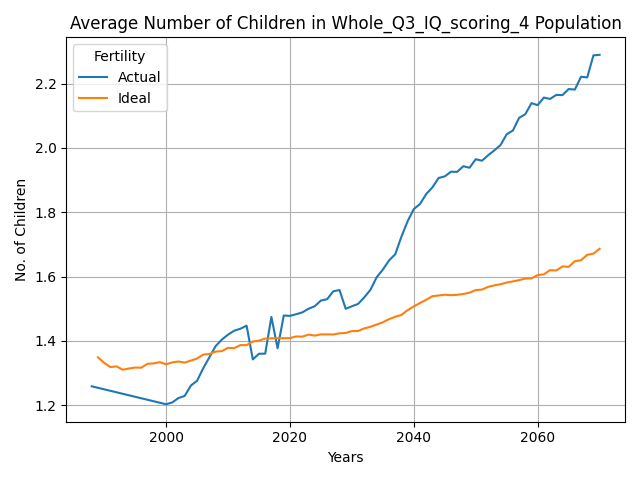 Average Number of Children in Whole_Q3_IQ_scoring_4 Population
Fertility
Actual
Ideal
No. of Children
2.2
2.0
1.8
1.6
1.4
1.2
2000 2020 2040 2060
Years